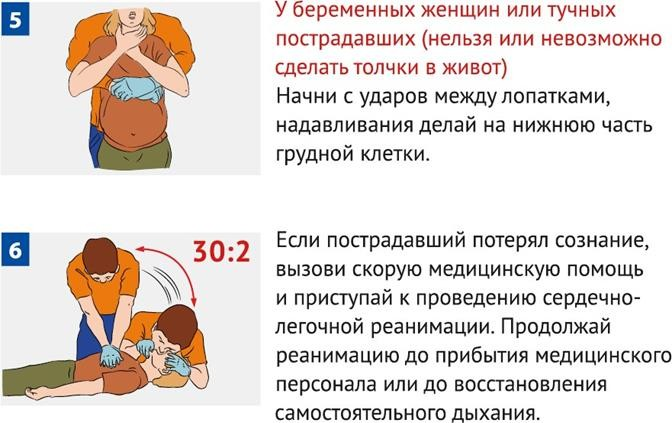 5
У беременных женщин или тучных
пострадавших (нельзя или невозможно
сделать толчки в живот)
Начни с ударов между лопатками,
надавливания делай на нижнюю часть
грудной клетки.
6
30:2
Если пострадавший потерял сознание,
вызови скорую медицинскую помощь
и приступай к проведению сердечно-
легочной реанимации. Продолжай
реанимацию до прибытия медицинского
персонала или до восстановления
самостоятельного дыхания.